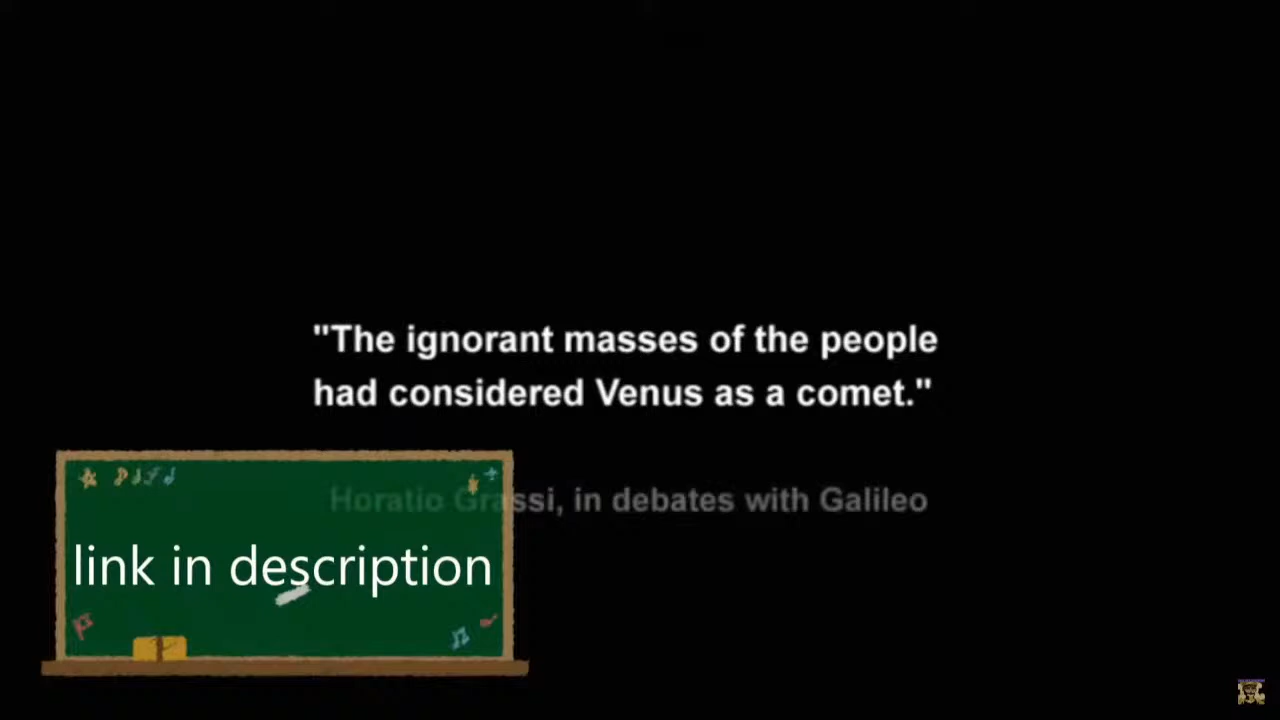 "The ignorant masses of the people
had considered Venus as a comet."
Horatio Grassi, in debates with Galileo
link in description